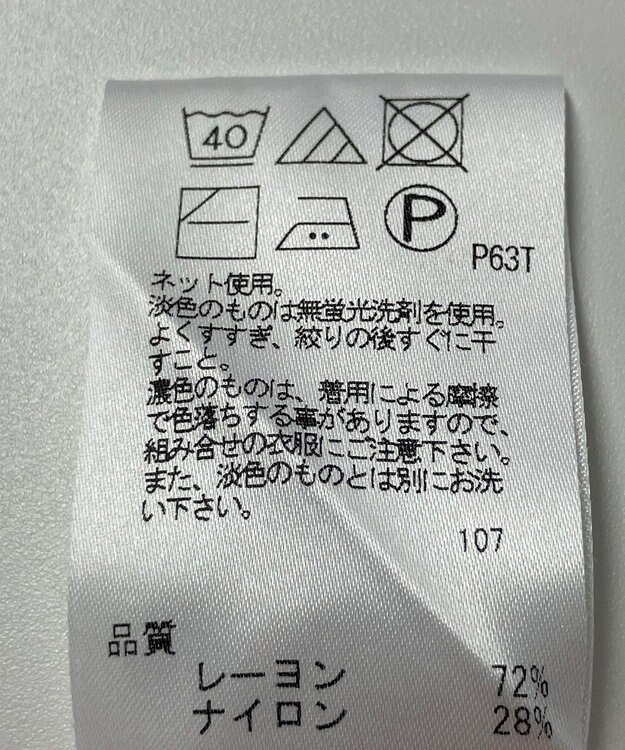 40
P
P63T
ネット使用。
淡色のものは無蛍光洗剤を使用。
よくすすぎ、絞りの後すぐに干
すこと。
濃色のものは、着用による摩擦
で色落ちする事がありますので、
組み合せの衣服にご注意下さい。
また、淡色のものとは別にお洗
い下さい。
107
品質
レーヨン 72%
ナイロン 28%